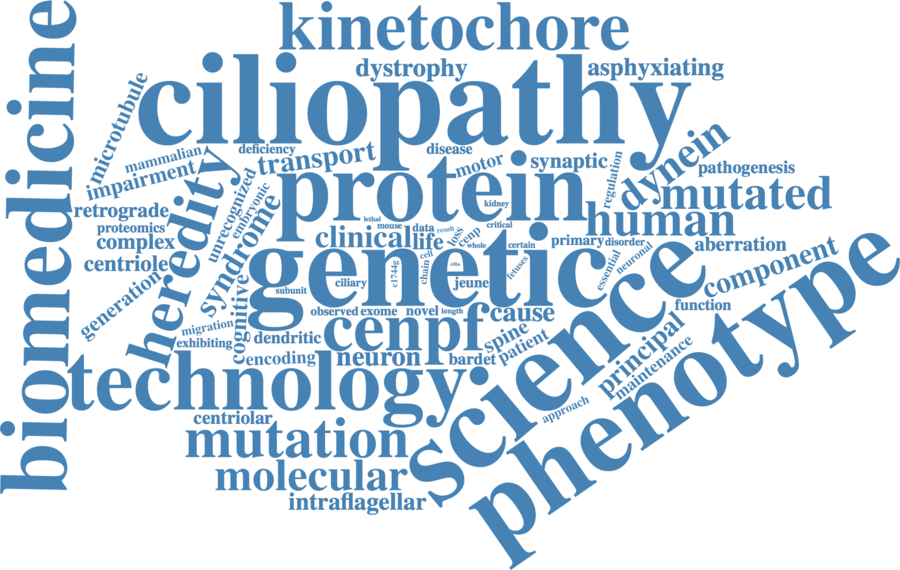 kinetochore
dystrophy
asphyxiating
biomedicine
ciliopathy
microtubule
deficiency
disease
mammalian
transport
motor
synaptic
regulation
dynein
pathogenesis
impairment
heredity
unrecognized
embryonic
protein
kidney
mutated
retrograde
syndrome
lethal
human
proteomics
mouse
data
result
critical
complex
clinical
life
loss
cenp
whole
certain
primary
disorder
aberration
centriole
genetic
cell
chain
cilia
c1744g
fetuses
essential
neuronal
component
generation
cognitive
subunit
ciliary
jeune
science
phenotype
observed
exome
novel
length
cause
function
migration
exhibiting
dendritic
cenpf
spine
patient
principal
maintenance
encoding
neuron
bardet
technology
approach
centriolar
mutation
molecular
intraflagellar